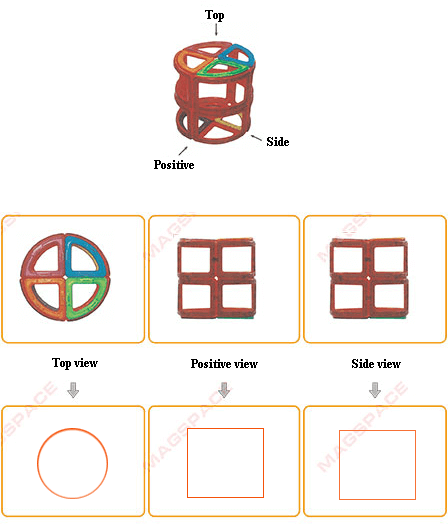 Top
Side
Positive
MAGSPACE
MAGSPACE
MAGSPACE
Top view
Positive view
Side view
MAGSPACE
MAGSPACE
MAGSPACE